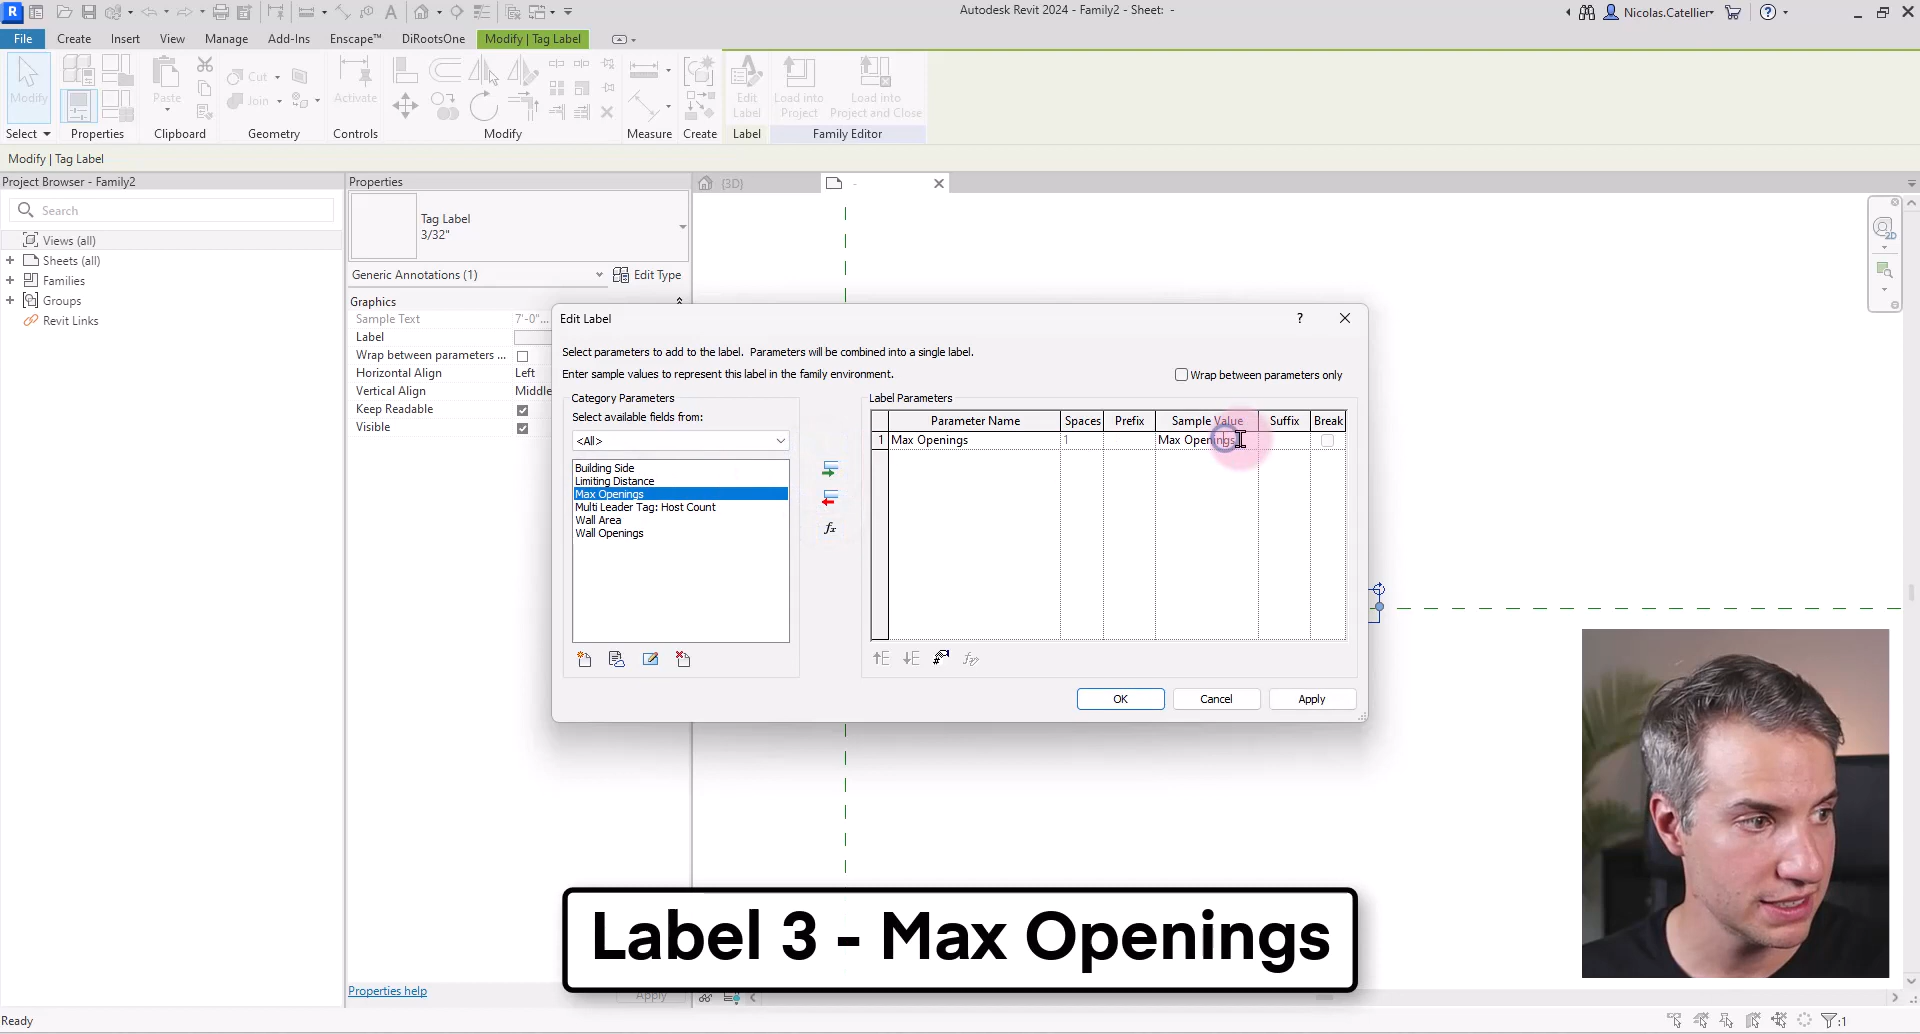 Autodesk Revit 2024 - Family2 - Sheet: -
Nicolas.Catellier
File Create Insert View Manage Add-Ins Enscape™ DiRootsOne Modify | Tag Label
Modify Paste Cut Join Activate Edit Label Load into Project Load into Project and Close
Select Properties Clipboard Geometry Controls Modify Measure Create Label Family Editor
Modify | Tag Label
Project Browser - Family2
Search
Views (all)
Sheets (all)
Families
Groups
Revit Links
Properties
Tag Label
3/32"
Generic Annotations (1) Edit Type
Graphics
Sample Text 7'-0"...
Label
Wrap between parameters ...
Horizontal Align Left
Vertical Align Middle
Keep Readable
Visible
Properties help
Apply
{3D} -
2D
Edit Label
?
Select parameters to add to the label. Parameters will be combined into a single label.
Enter sample values to represent this label in the family environment.
Wrap between parameters only
Category Parameters
Select available fields from:
<All>
Building Side
Limiting Distance
Max Openings
Multi Leader Tag: Host Count
Wall Area
Wall Openings
fx
Label Parameters
Parameter Name Spaces Prefix Sample Value Suffix Break
1 Max Openings 1 Max Openings
OK Cancel Apply
Label 3 - Max Openings
Ready
:1